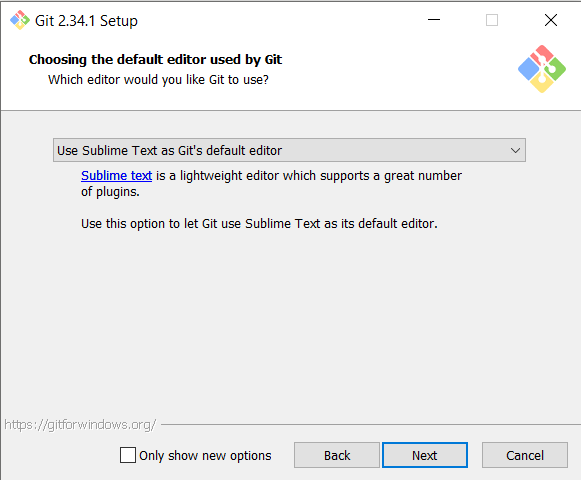 Git 2.34.1 Setup
Choosing the default editor used by Git
Which editor would you like Git to use?
Use Sublime Text as Git's default editor
Sublime text is a lightweight editor which supports a great number
of plugins.
Use this option to let Git use Sublime Text as its default editor.
https://gitforwindows.org/
Only show new options
Back
Next
Cancel